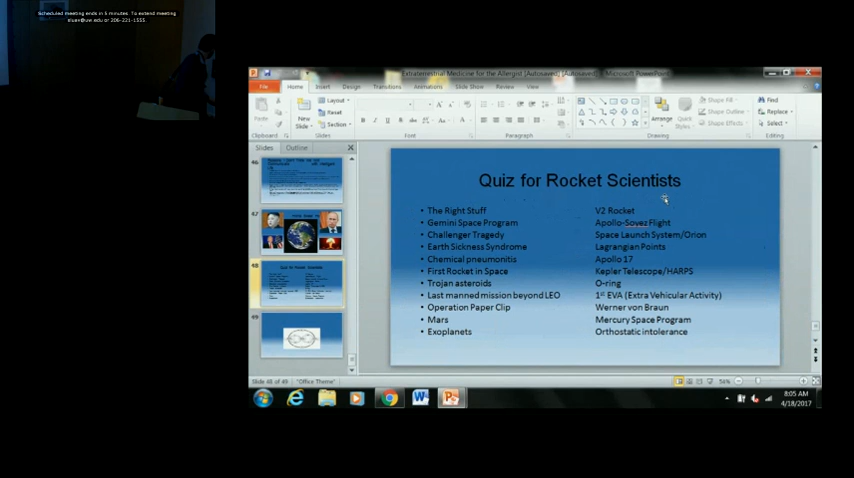 Scheduled meeting ends in 5 minutes. To extend meeting
Extraterrestrial Medicine for the Allergist [Autosaved] [Autosaved] - Microsoft PowerPoint
File Home Insert Design Transitions Animations Slide Show Review View
Paste
New Slide
Layout
Reset
Section
Arrange
Quick Styles
Shape Fill
Shape Outline
Shape Effects
Find
Replace
Select
Clipboard Slides Font Paragraph Drawing Editing
Slides Outline
46
47
48
49
Quiz for Rocket Scientists
• The Right Stuff V2 Rocket
• Gemini Space Program Apollo-Soyez Flight
• Challenger Tragedy Space Launch System/Orion
• Earth Sickness Syndrome Lagrangian Points
• Chemical pneumonitis Apollo 17
• First Rocket in Space Kepler Telescope/HARPS
• Trojan asteroids O-ring
• Last manned mission beyond LEO 1st EVA (Extra Vehicular Activity)
• Operation Paper Clip Werner von Braun
• Mars Mercury Space Program
• Exoplanets Orthostatic intolerance
Slide 48 of 49 "Office Theme" 56%
8:05 AM
4/18/2017